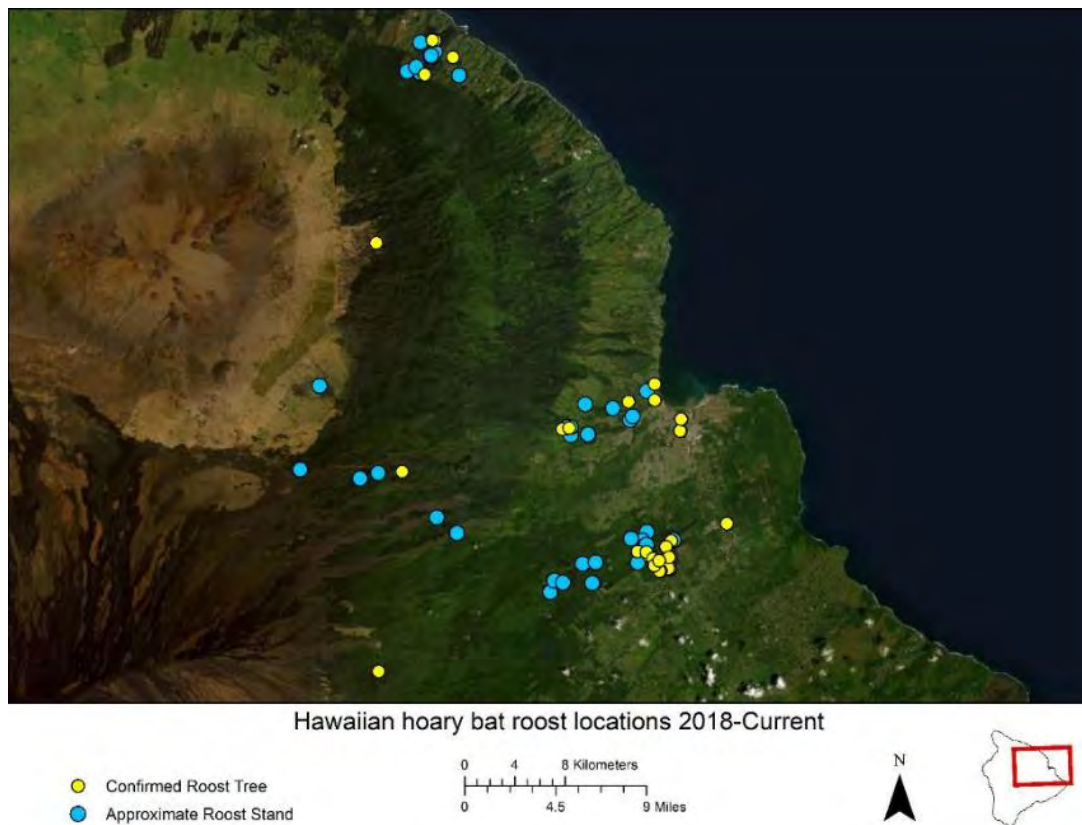 Hawaiian hoary bat roost locations 2018-Current
Confirmed Roost Tree
Approximate Roost Stand
0 4 8 Kilometers
0 4.5 9 Miles
N